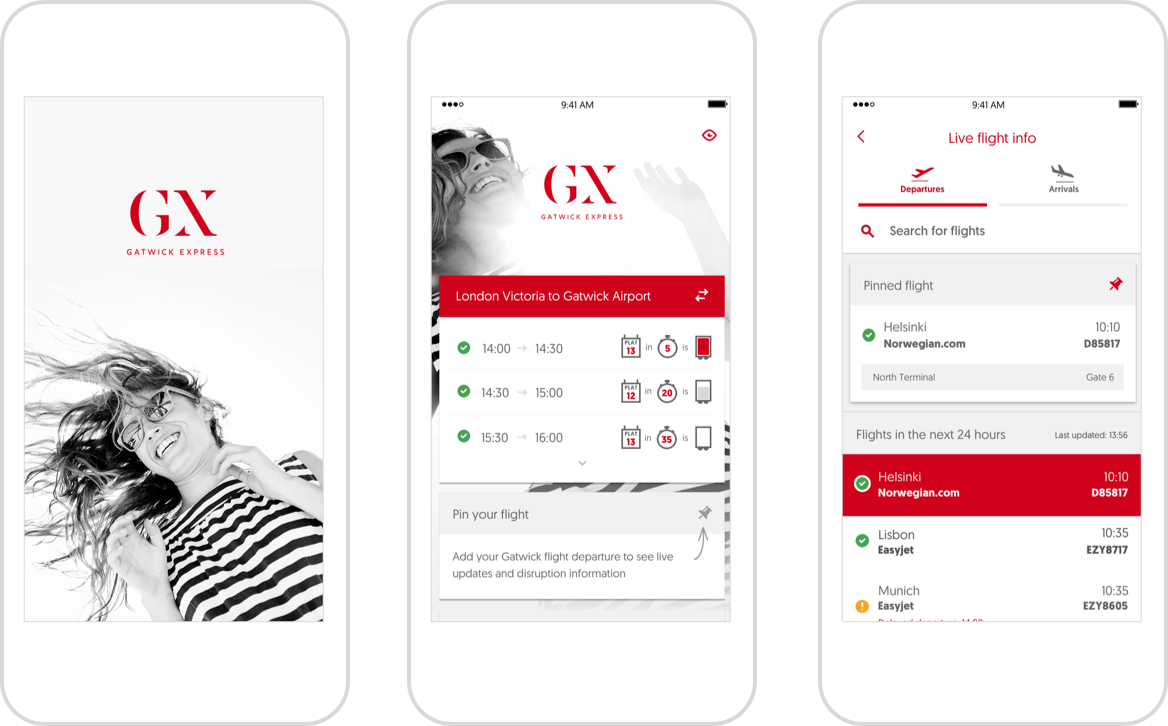 GX
GATWICK EXPRESS
9:41 AM
GX
GATWICK EXPRESS
London Victoria to Gatwick Airport
14:00 → 14:30 PLAT 13 in 5 is
14:30 → 15:00 PLAT 12 in 20 is
15:30 → 16:00 PLAT 13 in 35 is
Pin your flight
Add your Gatwick flight departure to see live
updates and disruption information
9:41 AM
Live flight info
Departures Arrivals
Search for flights
Pinned flight
Helsinki 10:10
Norwegian.com D85817
North Terminal Gate 6
Flights in the next 24 hours Last updated: 13:56
Helsinki 10:10
Norwegian.com D85817
Lisbon 10:35
Easyjet EZY8717
Munich 10:35
Easyjet EZY8605